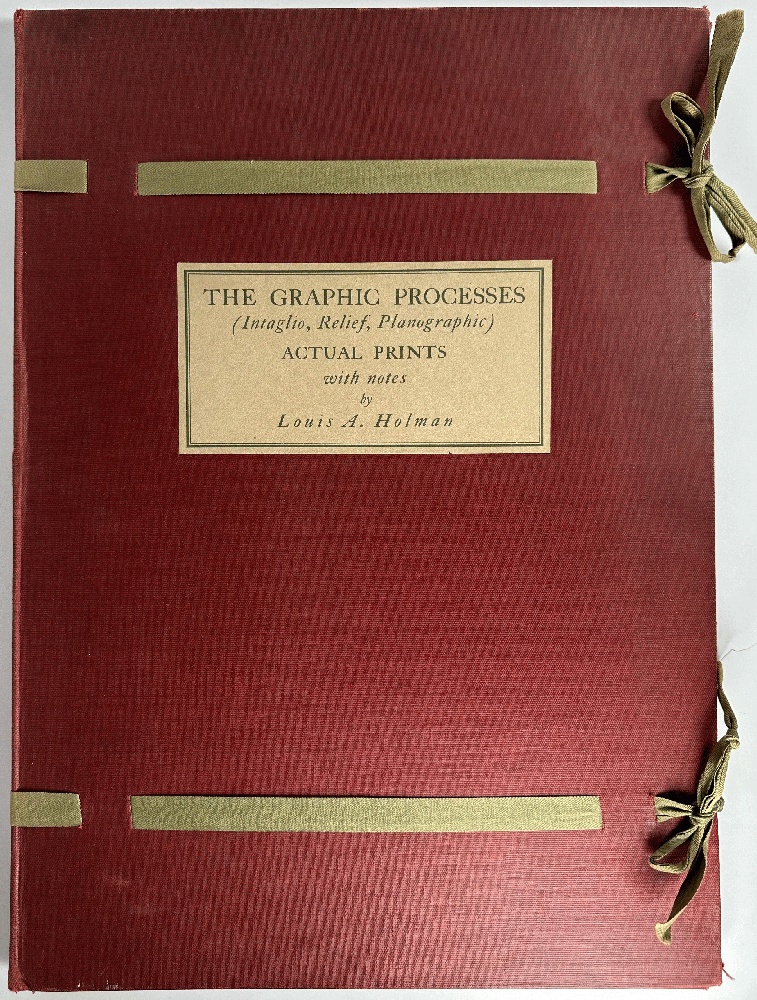 THE GRAPHIC PROCESSES
(Intaglio, Relief, Planographic)
ACTUAL PRINTS
with notes
by
Louis A. Holman